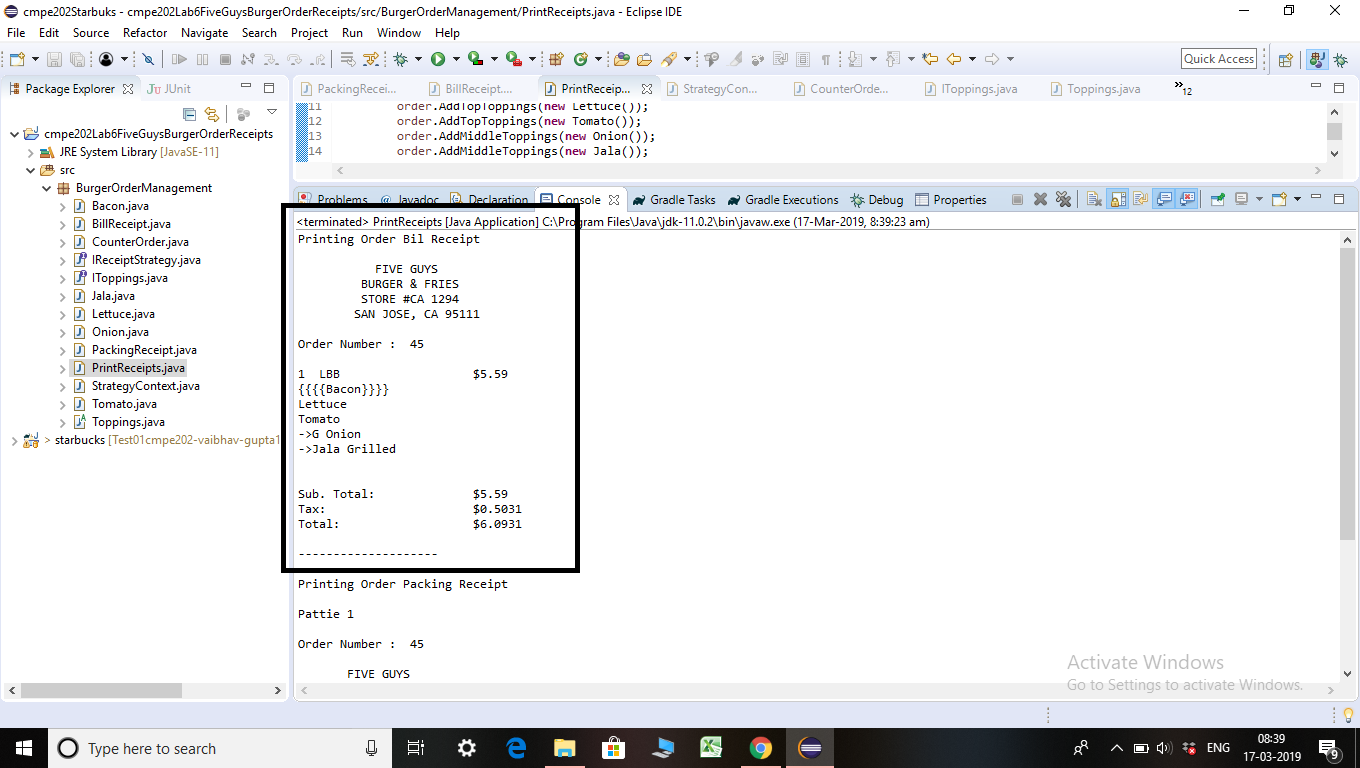 cmpe202Starbuks - cmpe202Lab6FiveGuysBurgerOrderReceipts/src/BurgerOrderManagement/PrintReceipts.java - Eclipse IDE
File Edit Source Refactor Navigate Search Project Run Window Help
Quick Access
Package Explorer JUnit
PackingRecei... BillReceipt.... PrintReceip... StrategyCon... CounterOrde... IToppings.java Toppings.java 12
cmpe202Lab6FiveGuysBurgerOrderReceipts
JRE System Library [JavaSE-11]
src
BurgerOrderManagement
Bacon.java
BillReceipt.java
CounterOrder.java
IReceiptStrategy.java
IToppings.java
Jala.java
Lettuce.java
Onion.java
PackingReceipt.java
PrintReceipts.java
StrategyContext.java
Tomato.java
Toppings.java
> starbucks [Test01cmpe202-vaibhav-gupta1
11 order.AddTopToppings(new Lettuce());
12 order.AddTopToppings(new Tomato());
13 order.AddMiddleToppings(new Onion());
14 order.AddMiddleToppings(new Jala());
Problems @ Javadoc Declaration Console Gradle Tasks Gradle Executions Debug Properties
<terminated> PrintReceipts [Java Application] C:\Program Files\Java\jdk-11.0.2\bin\javaw.exe (17-Mar-2019, 8:39:23 am)
Printing Order Bil Receipt
FIVE GUYS
BURGER & FRIES
STORE #CA 1294
SAN JOSE, CA 95111
Order Number : 45
1 LBB $5.59
{{{{Bacon}}}}
Lettuce
Tomato
->G Onion
->Jala Grilled
Sub. Total: $5.59
Tax: $0.5031
Total: $6.0931
--------------------
Printing Order Packing Receipt
Pattie 1
Order Number : 45
FIVE GUYS
Activate Windows
Go to Settings to activate Windows.
Type here to search
ENG
08:39
17-03-2019
9